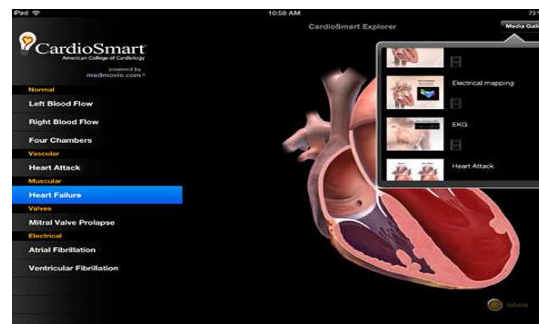 iPad
10:58 AM
73%
CardioSmart Explorer
Media Gall
CardioSmart
American College of Cardiology
powered by
medmovie.com®
Normal
Left Blood Flow
Right Blood Flow
Four Chambers
Vascular
Heart Attack
Muscular
Heart Failure
Valves
Mitral Valve Prolapse
Electrical
Atrial Fibrillation
Ventricular Fibrillation
Electrical mapping
EKG
Heart Attack